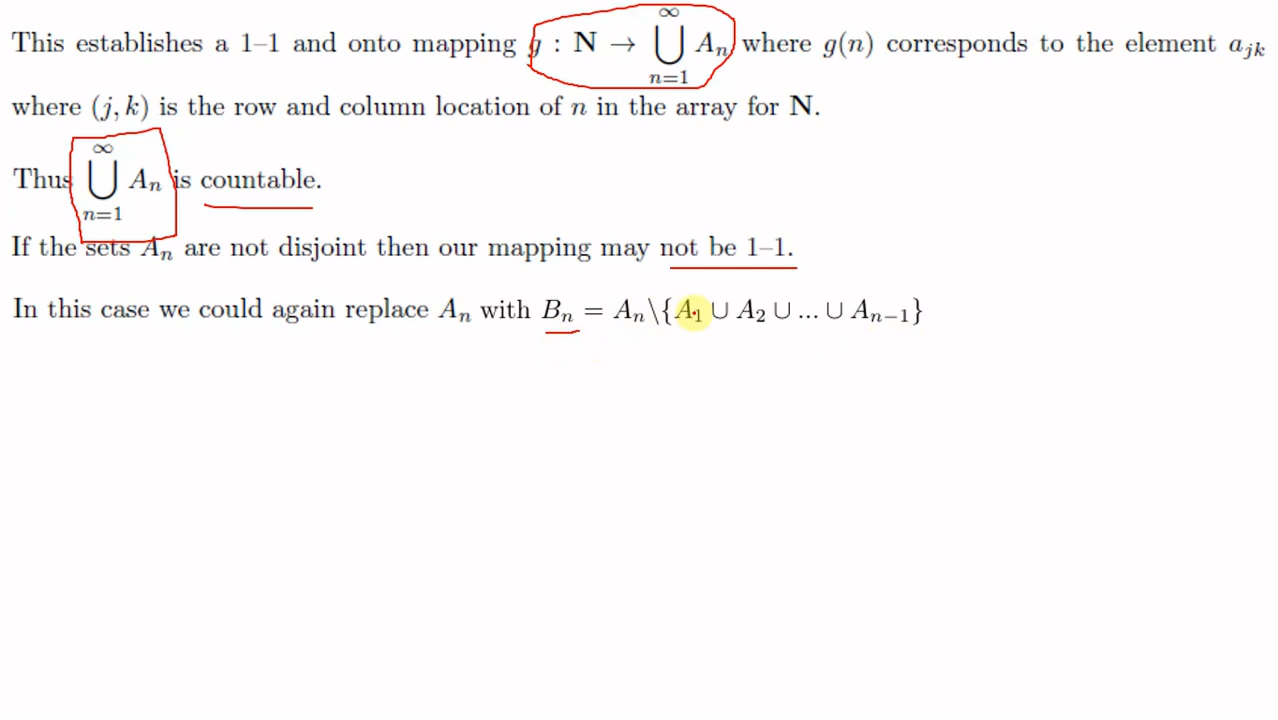 This establishes a 1–1 and onto mapping g : N → ⋃_{n=1}^{∞} A_n where g(n) corresponds to the element a_{jk}
where (j, k) is the row and column location of n in the array for N.
Thus ⋃_{n=1}^{∞} A_n is countable.
If the sets A_n are not disjoint then our mapping may not be 1–1.
In this case we could again replace A_n with B_n = A_n\{A_1 ∪ A_2 ∪ ... ∪ A_{n−1}}